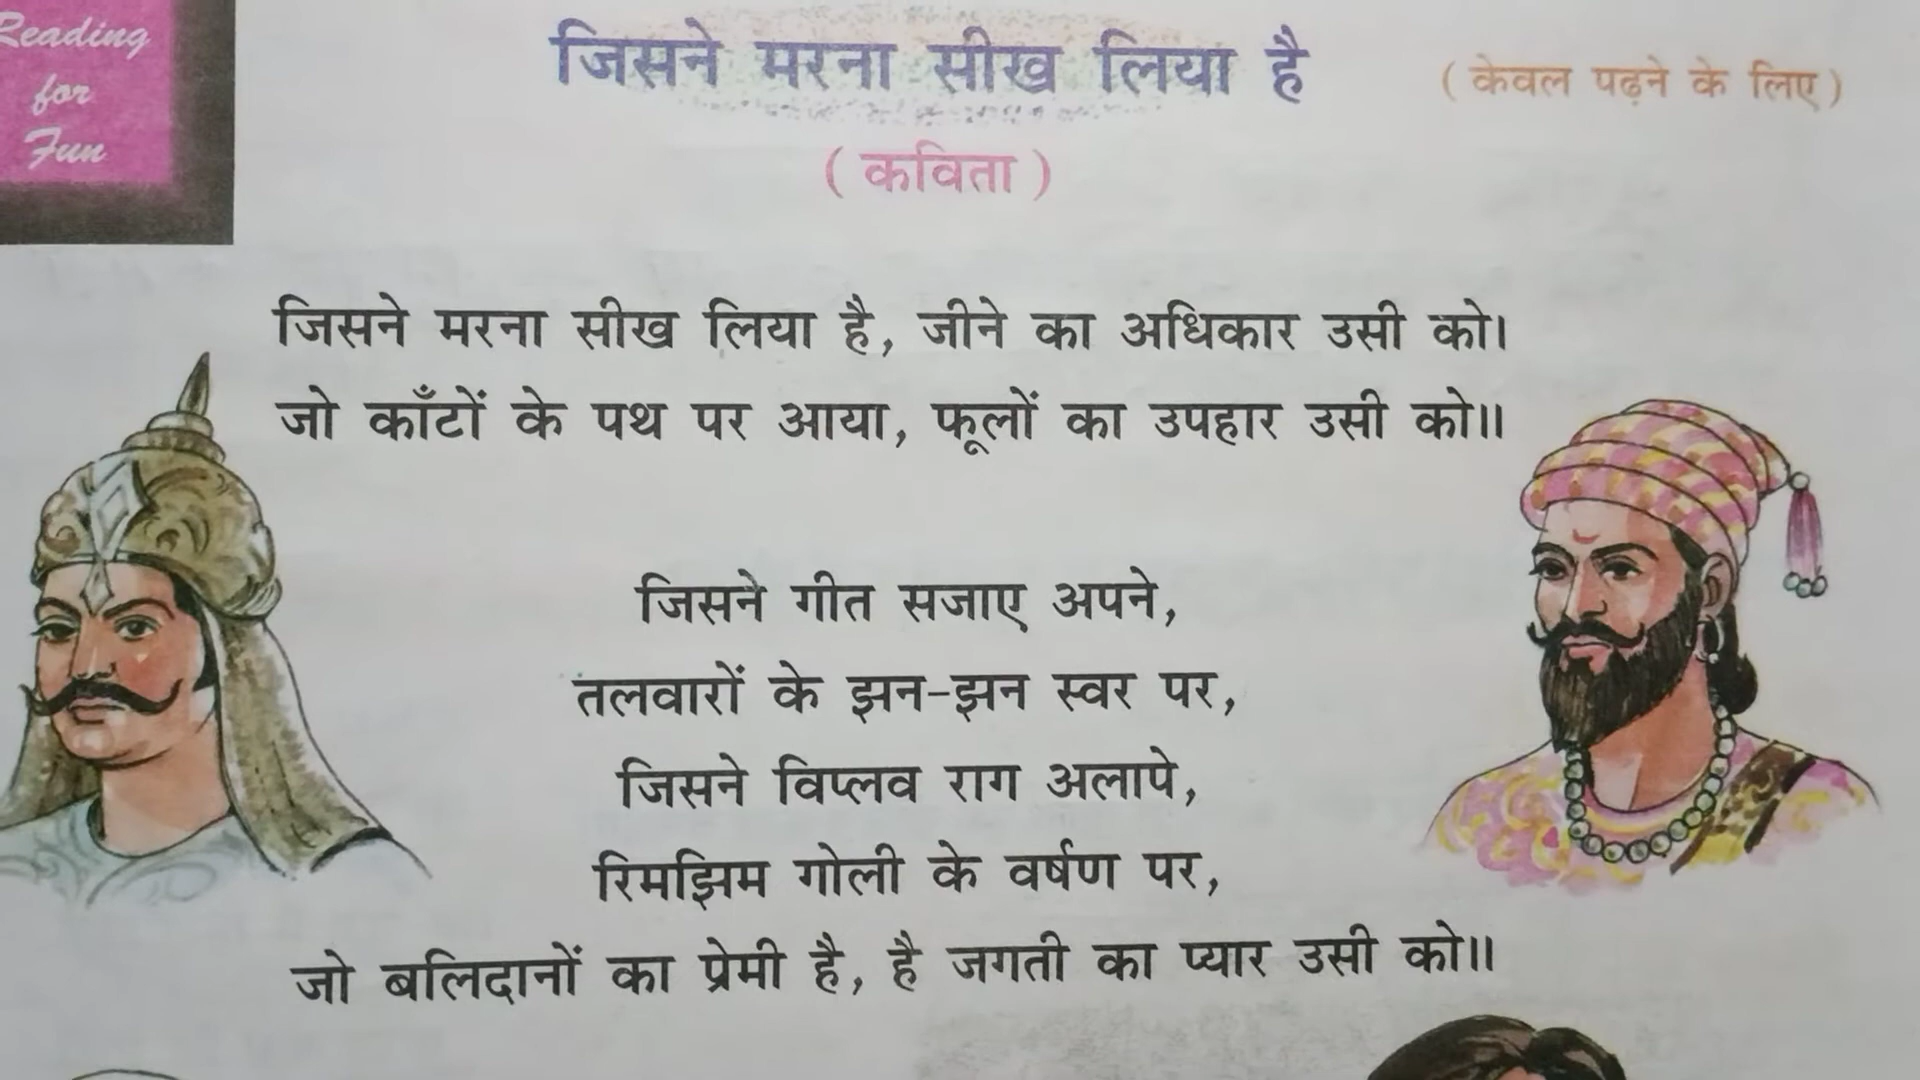 Reading
for
Fun
जिसने मरना सीख लिया है
(केवल पढ़ने के लिए)
(कविता)
जिसने मरना सीख लिया है, जीने का अधिकार उसी को।
जो काँटों के पथ पर आया, फूलों का उपहार उसी को॥
जिसने गीत सजाए अपने,
तलवारों के झन-झन स्वर पर,
जिसने विप्लव राग अलापे,
रिमझिम गोली के वर्षण पर,
जो बलिदानों का प्रेमी है, है जगती का प्यार उसी को॥